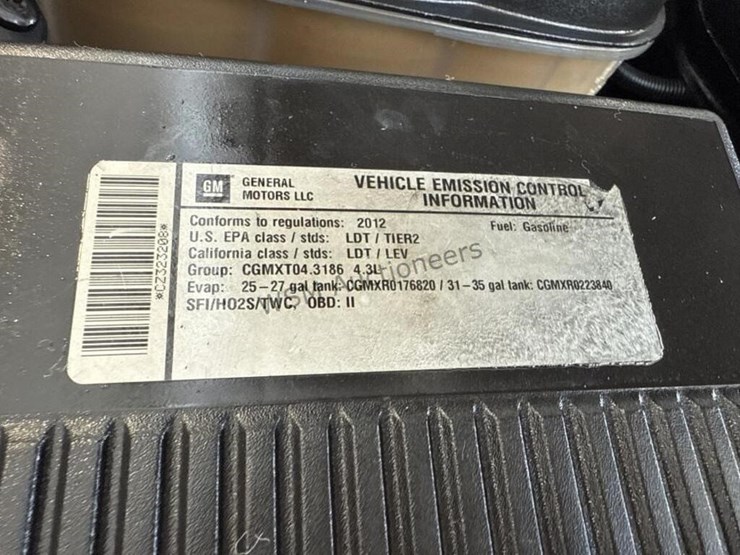 GM GENERAL MOTORS LLC
VEHICLE EMISSION CONTROL
INFORMATION
Conforms to regulations: 2012
Fuel: Gasoline
U.S. EPA class / stds: LDT / TIER2
California class / stds: LDT / LEV
Group: CGMXT04.3186 4.3L
Evap: 25-27 gal tank: CGMXR0176820 / 31-35 gal tank: CGMXR0223840
SFI/HO2S/TWC, OBD: II
*CZ323208*